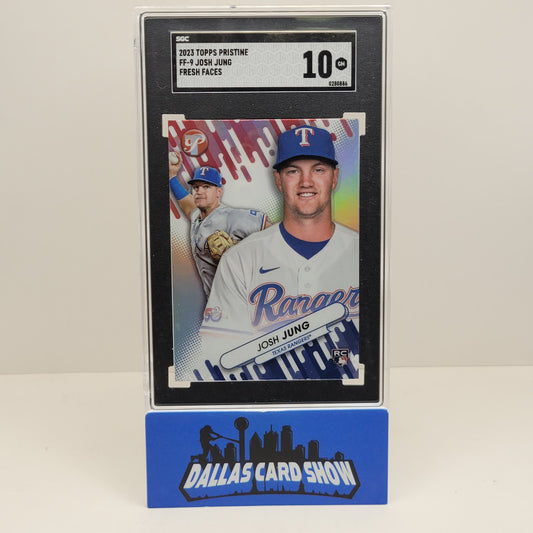 SGC
2023 TOPPS PRISTINE
FF-9 JOSH JUNG
FRESH FACES
10 GM
0280886
T
Rangers
JOSH JUNG
TEXAS RANGERS
RC
DALLAS CARD SHOW